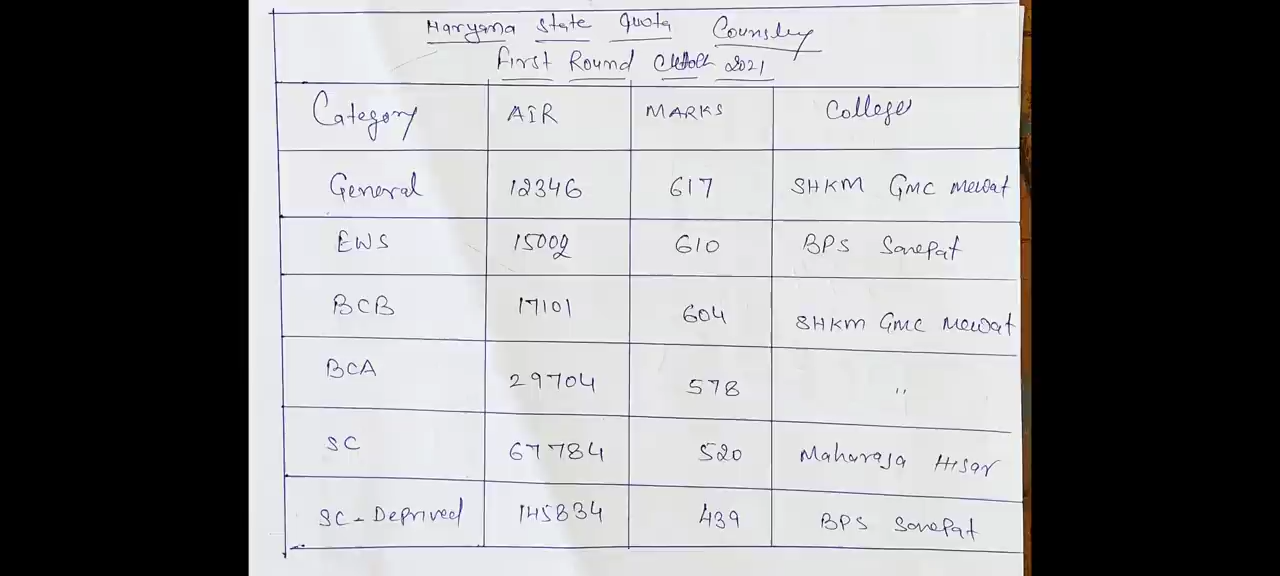 Haryana State Quota Counsley
First Round Cutoff 2021
Category AIR MARKS College
General 12346 617 SHKM GMC Mewat
EWS 15002 610 BPS Sonepat
BCB 17101 604 SHKM GMC Mewat
BCA 29704 578 "
SC 67784 520 Maharaja Hisar
SC-Deprived 145834 439 BPS Sonepat